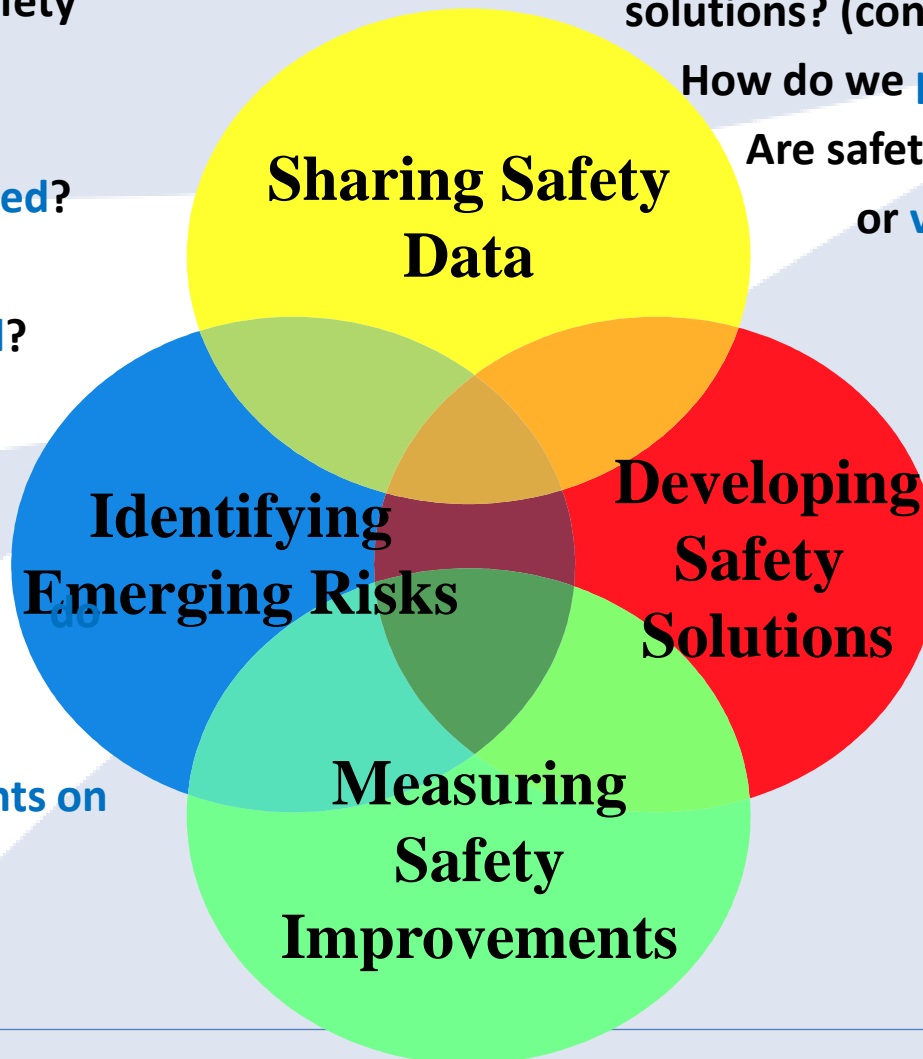 solutions? (con
How do we
Are safet
or
ed?
?
Sharing Safety
Data
Identifying
Emerging Risks
do
Developing
Safety
Solutions
nts on
Measuring
Safety
Improvements